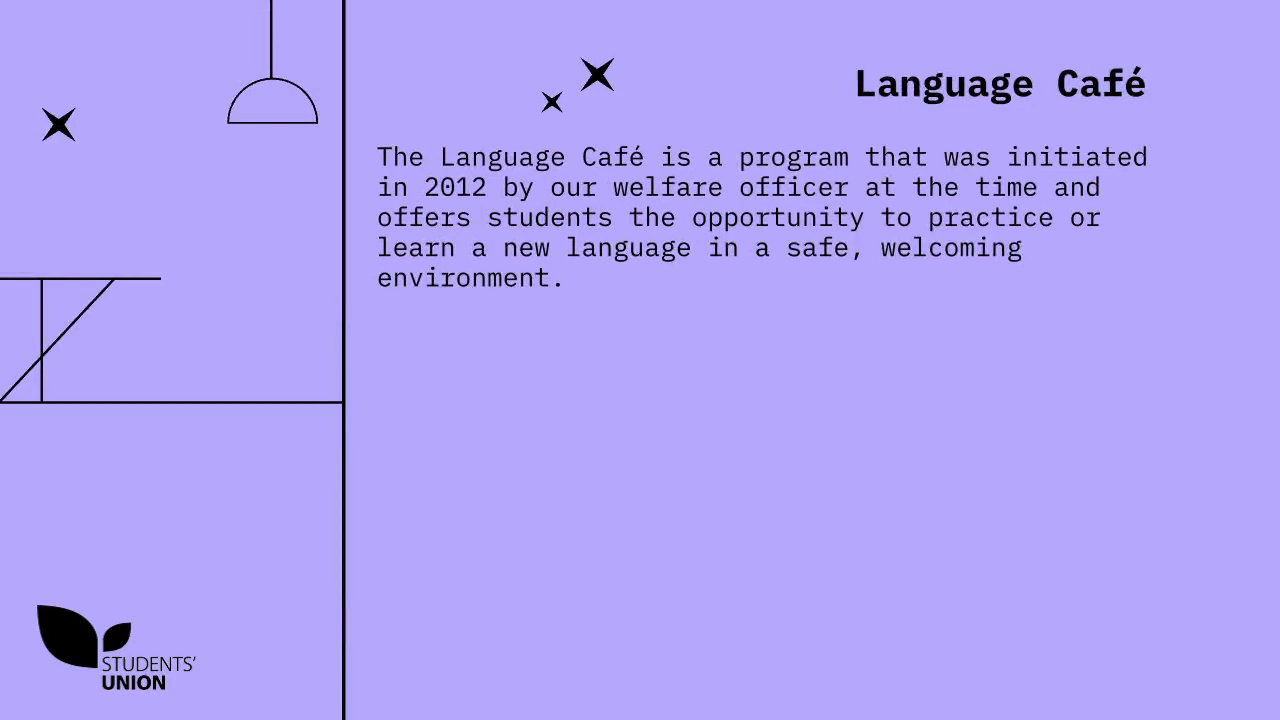 Language Café
The Language Café is a program that was initiated
in 2012 by our welfare officer at the time and
offers students the opportunity to practice or
learn a new language in a safe, welcoming
environment.
STUDENTS’
UNION